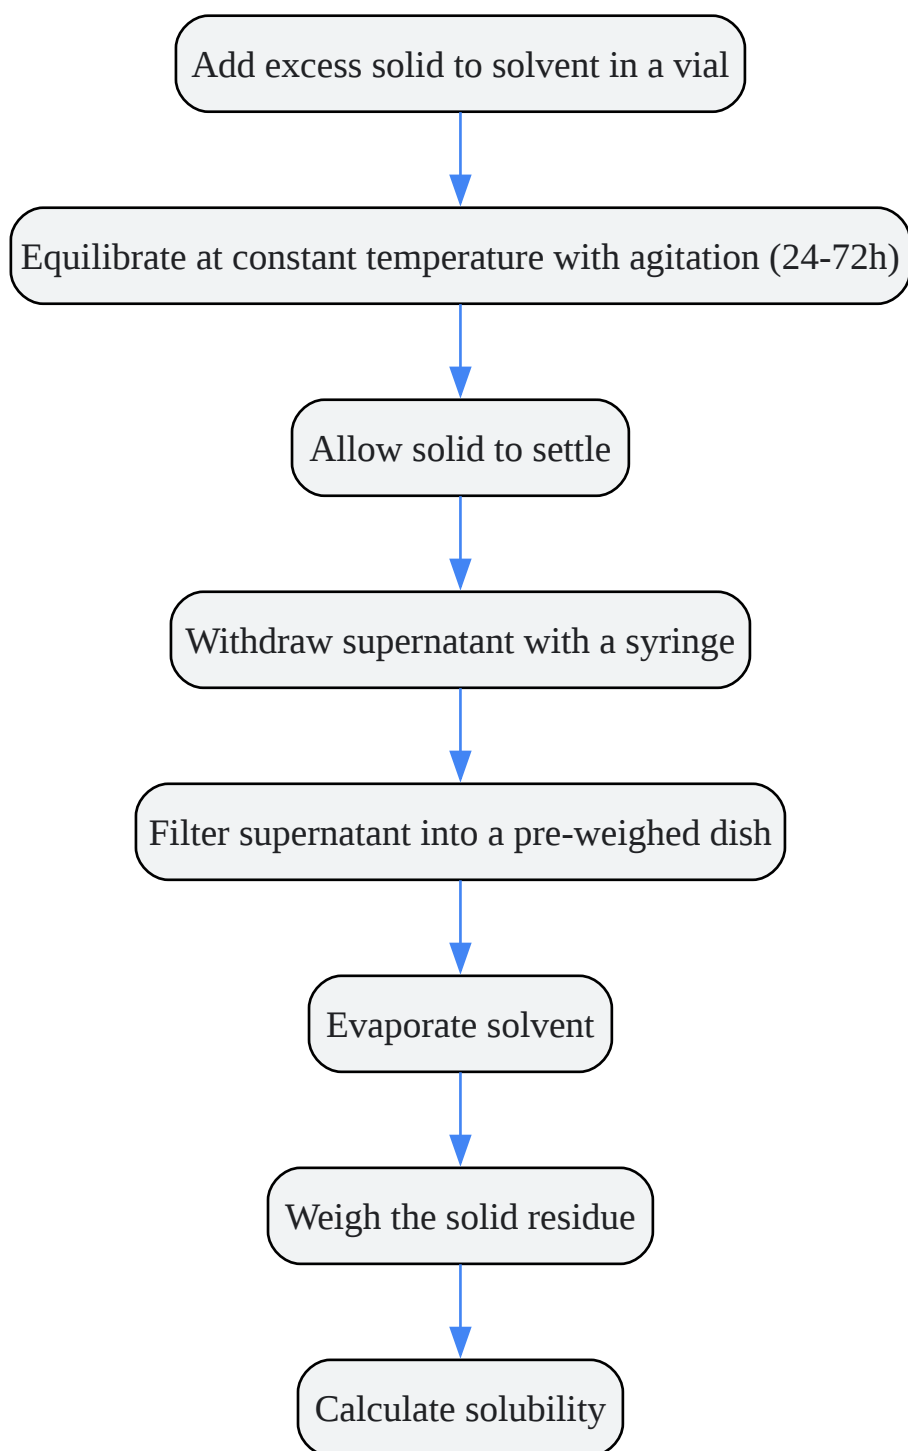 Add excess solid to solvent in a vial
Equilibrate at constant temperature with agitation (24-72h)
Allow solid to settle
Withdraw supernatant with a syringe
Filter supernatant into a pre-weighed dish
Evaporate solvent
Weigh the solid residue
Calculate solubility